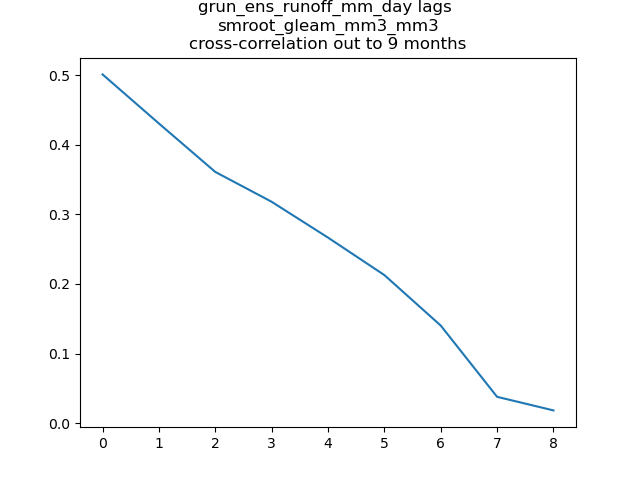 grun_ens_runoff_mm_day lags
smroot_gleam_mm3_mm3
cross-correlation out to 9 months
0.5
0.4
0.3
0.2
0.1
0.0
0 1 2 3 4 5 6 7 8